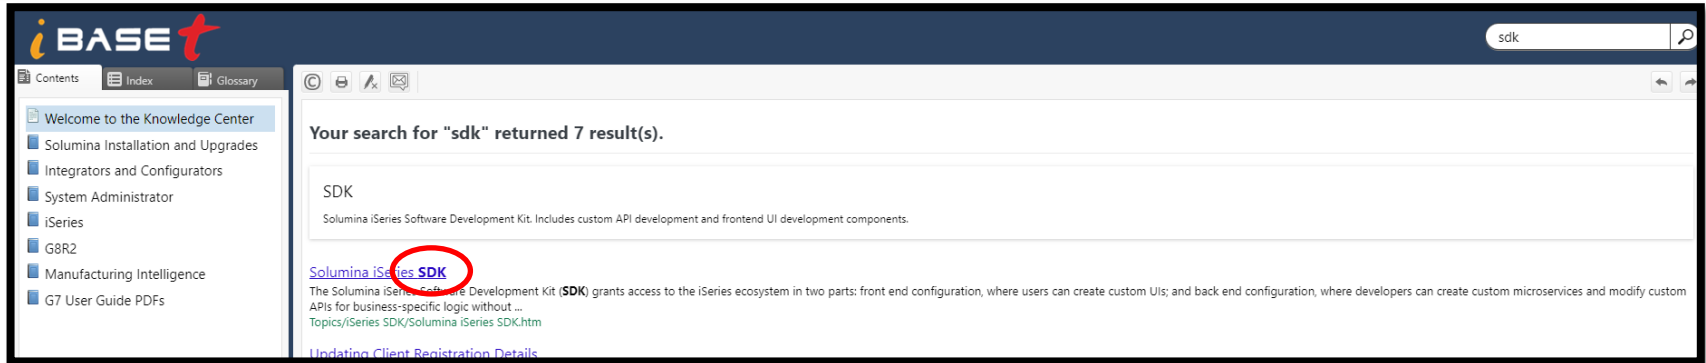 i BASE t
sdk
Contents
Index
Glossary
Welcome to the Knowledge Center
Solumina Installation and Upgrades
Integrators and Configurators
System Administrator
iSeries
G8R2
Manufacturing Intelligence
G7 User Guide PDFs
Your search for "sdk" returned 7 result(s).
SDK
Solumina iSeries Software Development Kit. Includes custom API development and frontend UI development components.
Solumina iSeries SDK
The Solumina iSeries Software Development Kit (SDK) grants access to the iSeries ecosystem in two parts: front end configuration, where users can create custom UIs; and back end configuration, where developers can create custom microservices and modify custom
APIs for business-specific logic without ...
Topics/iSeries SDK/Solumina iSeries SDK.htm
Updating Client Registration Details